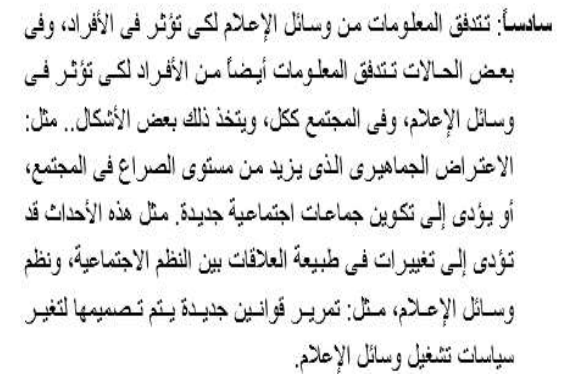 سادساً: تتدفق المعلومات من وسائل الإعلام لكى تؤثر فى الأفراد، وفى
بعض الحالات تتدفق المعلومات أيضاً من الأفراد لكى تؤثر فى
وسائل الإعلام، وفى المجتمع ككل، ويتخذ ذلك بعض الأشكال.. مثل:
الاعتراض الجماهيرى الذى يزيد من مستوى الصراع فى المجتمع،
أو يؤدى إلى تكوين جماعات اجتماعية جديدة. مثل هذه الأحداث قد
تؤدى إلى تغييرات فى طبيعة العلاقات بين النظم الاجتماعية، ونظم
وسائل الإعلام، مثل: تمرير قوانين جديدة يتم تصميمها لتغير
سياسات تشغيل وسائل الإعلام.